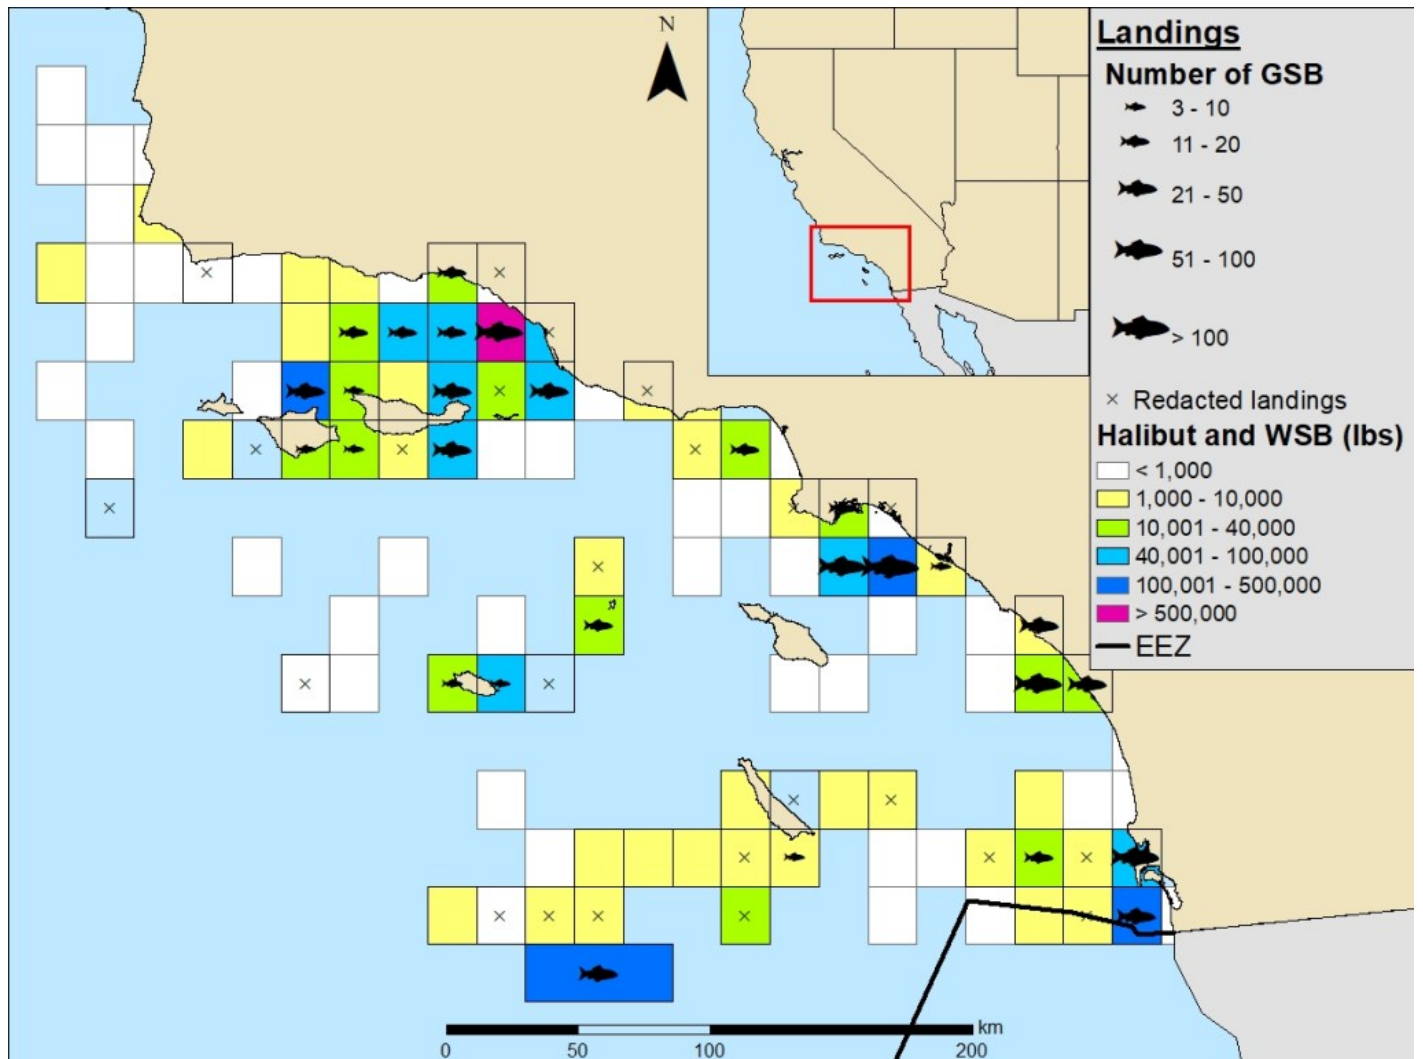 N
Landings
Number of GSB
3 - 10
11 - 20
21 - 50
51 - 100
> 100
Redacted landings
Halibut and WSB (lbs)
< 1,000
1,000 - 10,000
10,001 - 40,000
40,001 - 100,000
100,001 - 500,000
> 500,000
EEZ
km
0 50 100 200